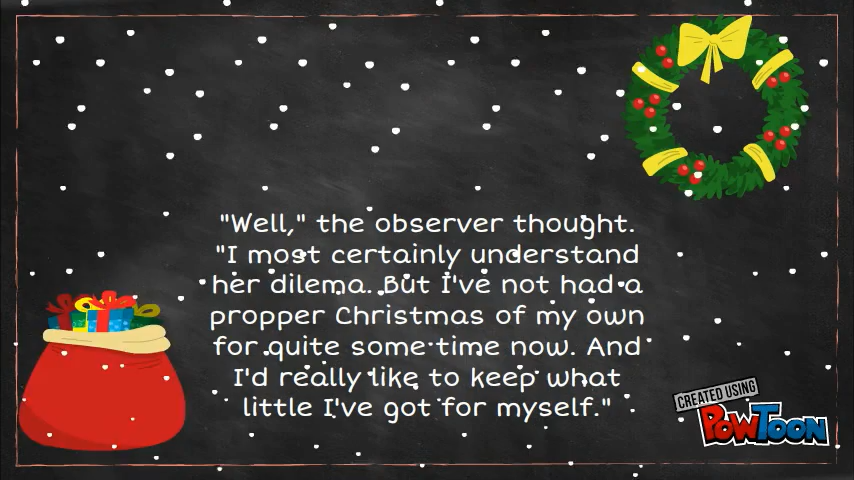 "Well," the observer thought.
"I most certainly understand
her dilema. But I've not had a
propper Christmas of my own
for quite some time now. And
I'd really like to keep what
little I've got for myself."
CREATED USING
POWTOON